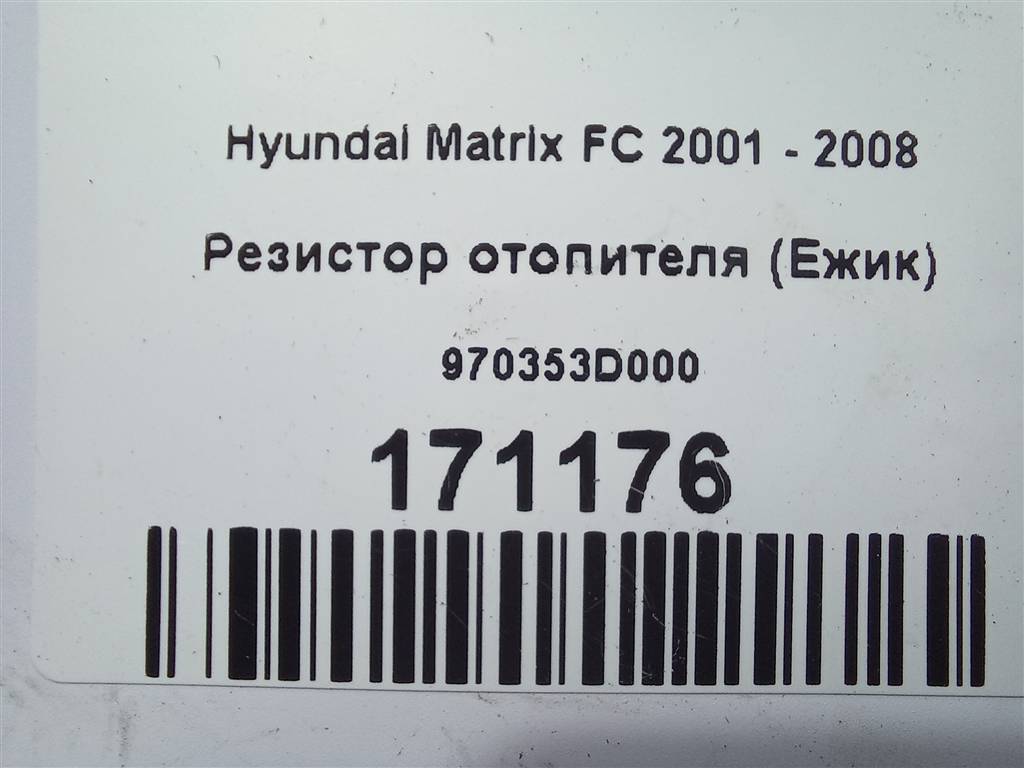 Hyundai Matrix FC 2001 - 2008
Резистор отопителя (Ежик)
970353D000
171176